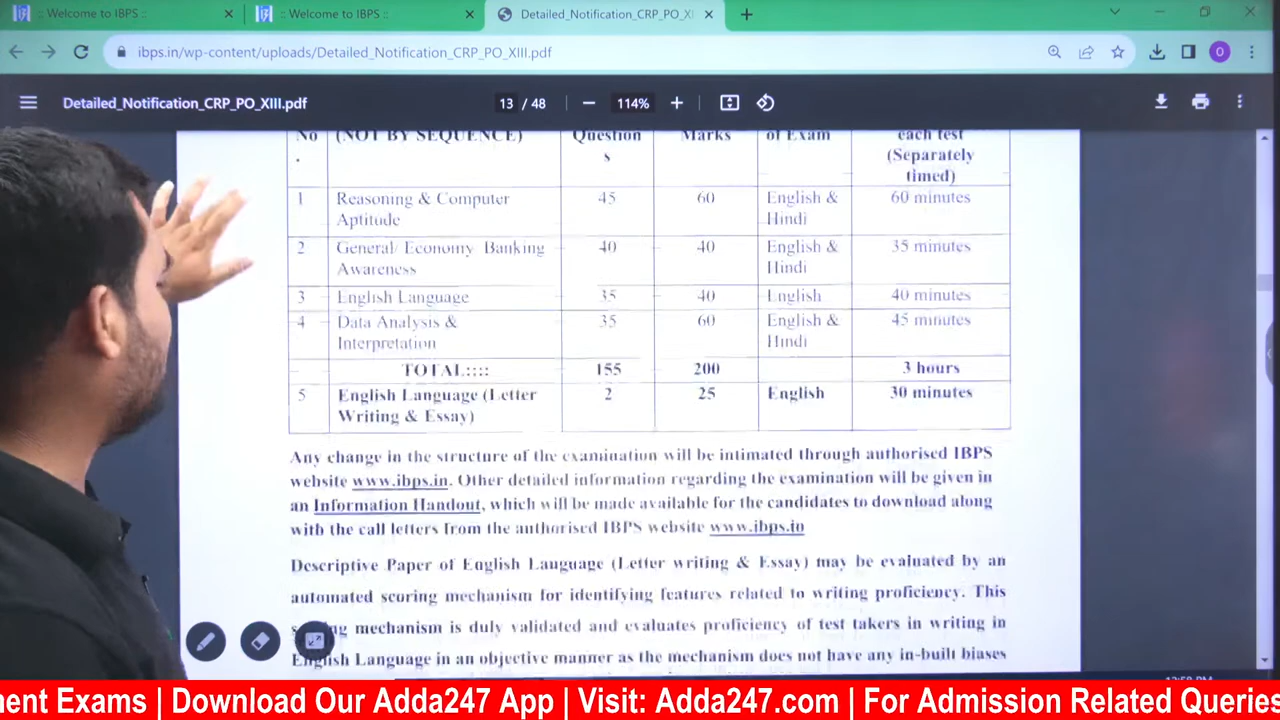 :: Welcome to IBPS ::
:: Welcome to IBPS ::
Detailed_Notification_CRP_PO_XI
ibps.in/wp-content/uploads/Detailed_Notification_CRP_PO_XIII.pdf
O
Detailed_Notification_CRP_PO_XIII.pdf
13 / 48
114%
No . (NOT BY SEQUENCE) Question s Marks of Exam each test (Separately timed)
1 Reasoning & Computer Aptitude 45 60 English & Hindi 60 minutes
2 General/ Economy/ Banking Awareness 40 40 English & Hindi 35 minutes
3 English Language 35 40 English 40 minutes
4 Data Analysis & Interpretation 35 60 English & Hindi 45 minutes
TOTAL:::: 155 200 3 hours
5 English Language (Letter Writing & Essay) 2 25 English 30 minutes
Any change in the structure of the examination will be intimated through authorised IBPS
website www.ibps.in. Other detailed information regarding the examination will be given in
an Information Handout, which will be made available for the candidates to download along
with the call letters from the authorised IBPS website www.ibps.in
Descriptive Paper of English Language (Letter writing & Essay) may be evaluated by an
automated scoring mechanism for identifying features related to writing proficiency. This
mechanism is duly validated and evaluates proficiency of test takers in writing in
English Language in an objective manner as the mechanism does not have any in-built biases
ment Exams | Download Our Adda247 App | Visit: Adda247.com | For Admission Related Queries